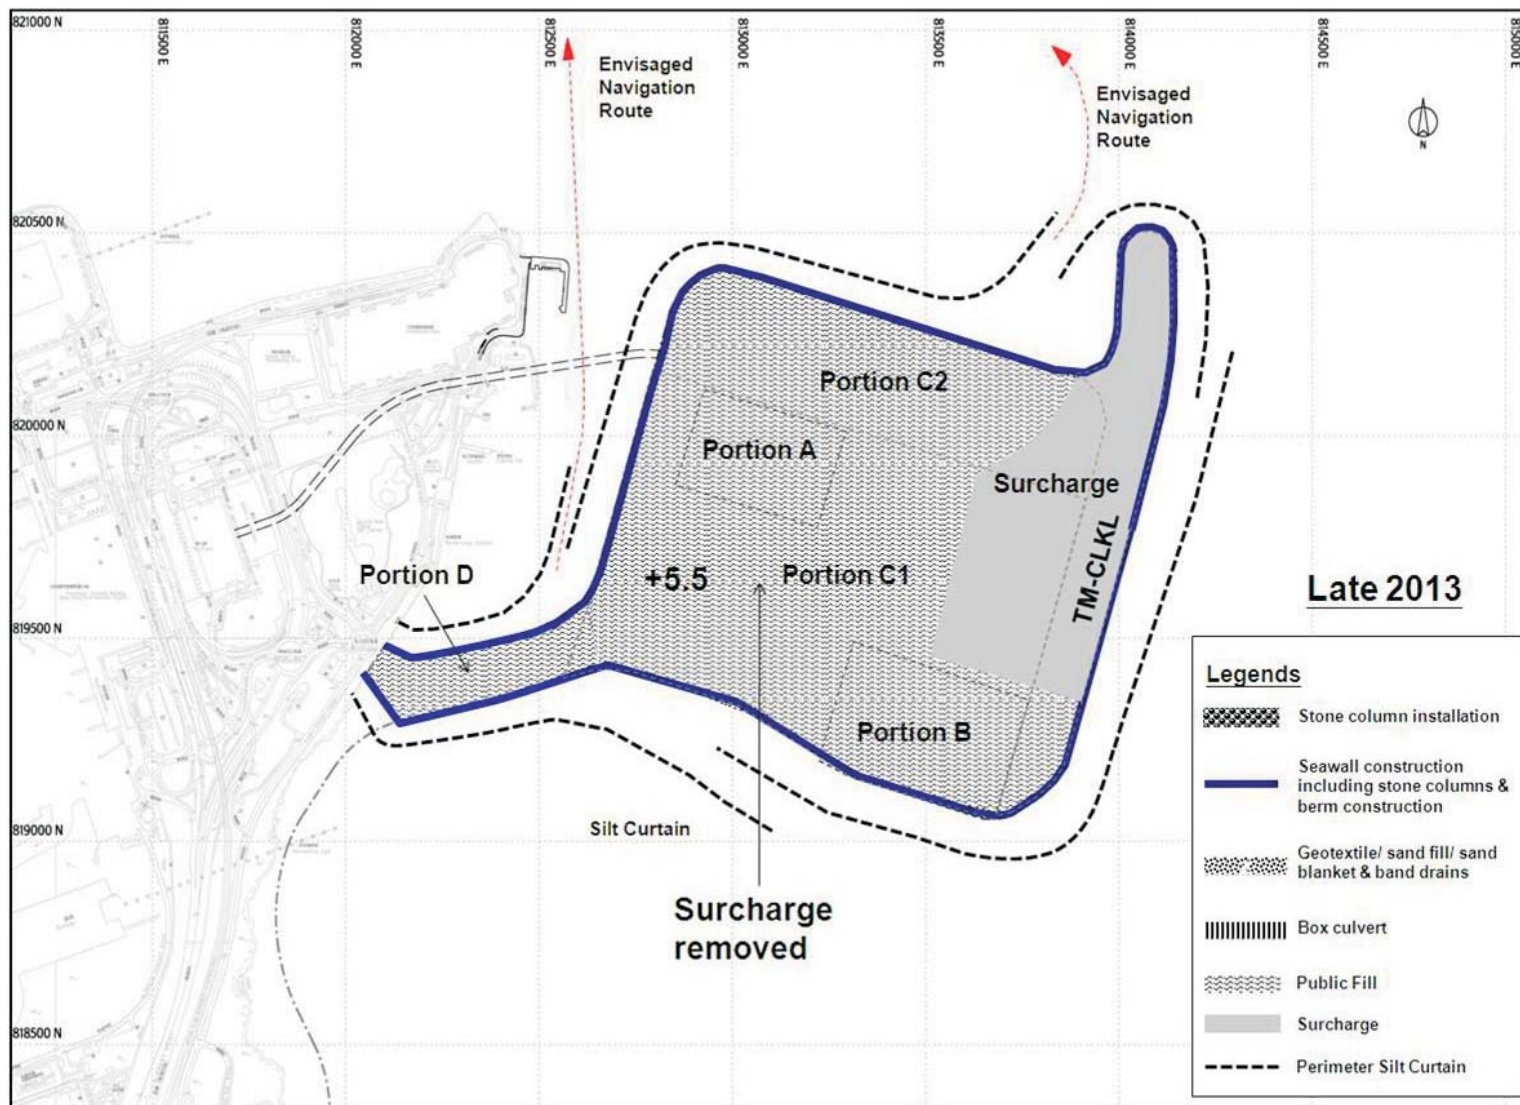 821000 N
811500 E
812000 E
812500 E
813000 E
813500 E
814000 E
814500 E
815000 E
Envisaged
Navigation
Route
Envisaged
Navigation
Route
N
820500 N
Portion C2
820000 N
Portion A
Surcharge
TM-CLKL
Portion D
+5.5
Portion C1
Late 2013
819500 N
Portion B
Silt Curtain
819000 N
Surcharge
removed
818500 N
Legends
Stone column installation
Seawall construction
including stone columns &
berm construction
Geotextile/ sand fill/ sand
blanket & band drains
Box culvert
Public Fill
Surcharge
Perimeter Silt Curtain